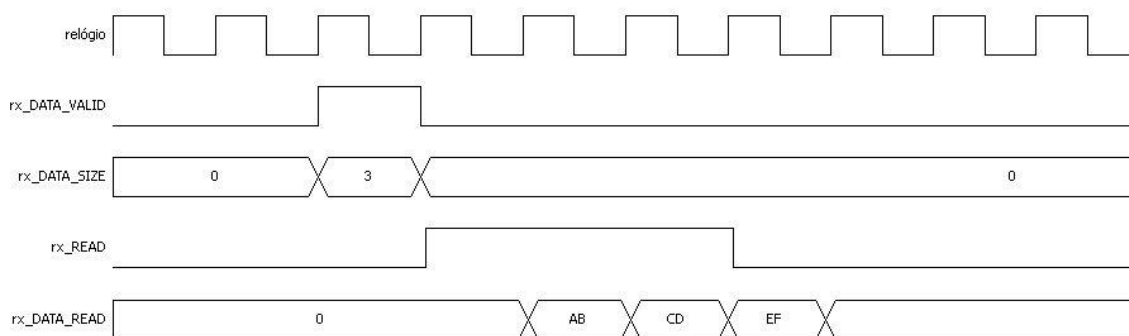 relógio
rx_DATA_VALID
rx_DATA_SIZE 0 3 0
rx_READ
rx_DATA_READ 0 AB CD EF